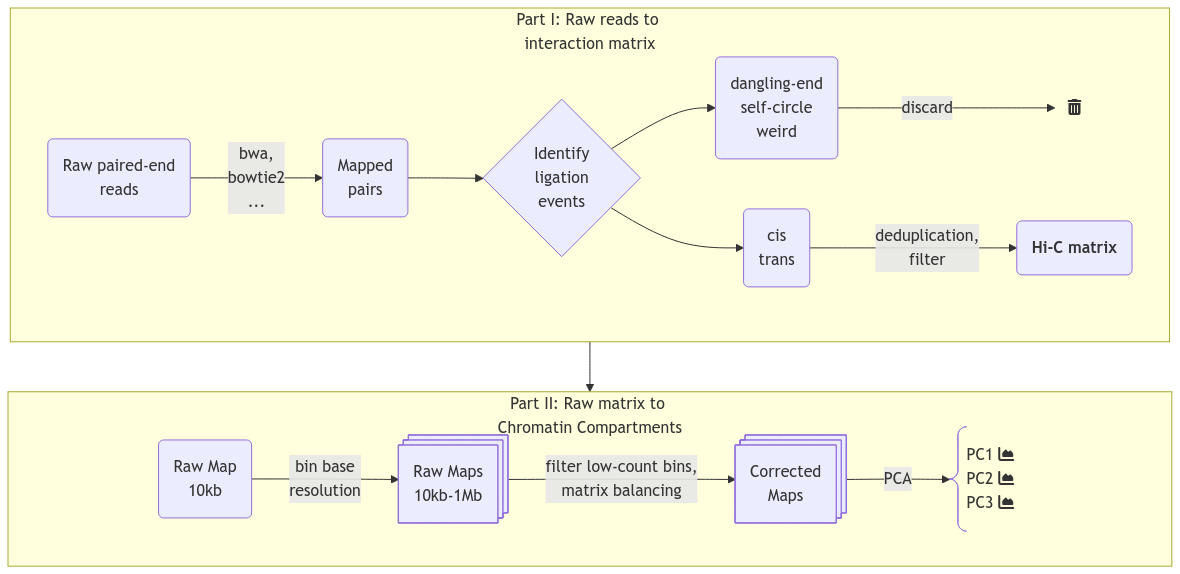 Part I: Raw reads to
interaction matrix
Raw paired-end
reads
bwa,
bowtie2
...
Mapped
pairs
Identify
ligation
events
dangling-end
self-circle
weird
discard
cis
trans
deduplication,
filter
Hi-C matrix
Part II: Raw matrix to
Chromatin Compartments
Raw Map
10kb
bin base
resolution
Raw Maps
10kb-1Mb
filter low-count bins,
matrix balancing
Corrected
Maps
PCA
PC1
PC2
PC3